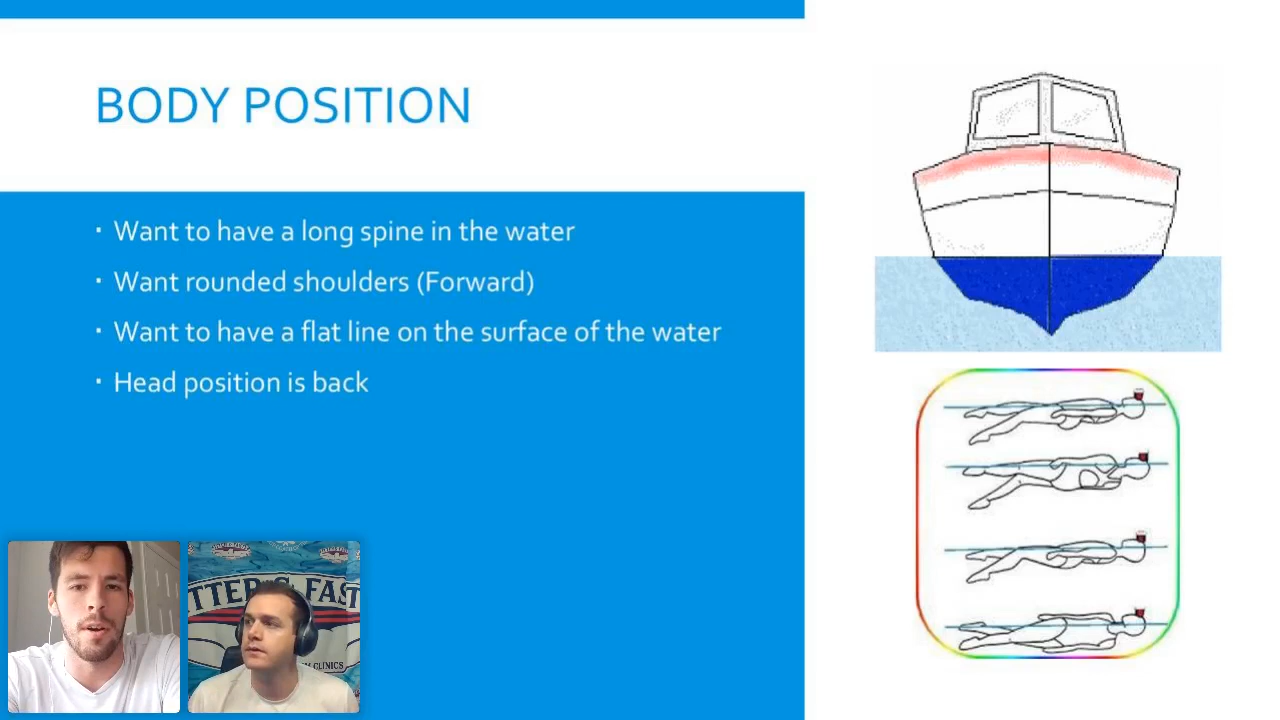 BODY POSITION
· Want to have a long spine in the water
· Want rounded shoulders (Forward)
· Want to have a flat line on the surface of the water
· Head position is back
FAST
CLINICS